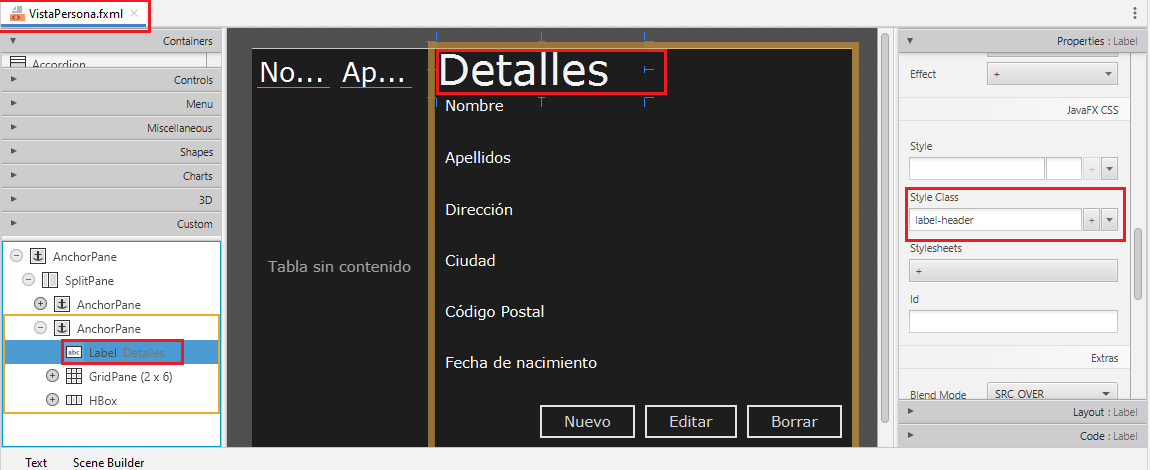 VistaPersona.fxml
Containers
Accordion
Controls
Menu
Miscellaneous
Shapes
Charts
3D
Custom
AnchorPane
SplitPane
AnchorPane
AnchorPane
abc Label Detalles
GridPane (2 x 6)
HBox
No... Ap...
Tabla sin contenido
Detalles
Nombre
Apellidos
Dirección
Ciudad
Código Postal
Fecha de nacimiento
Nuevo Editar Borrar
Properties : Label
Effect
+
JavaFX CSS
Style
+
Style Class
label-header +
Stylesheets
+
Id
Extras
Blend Mode SRC_OVER
Layout : Label
Code : Label
Text Scene Builder